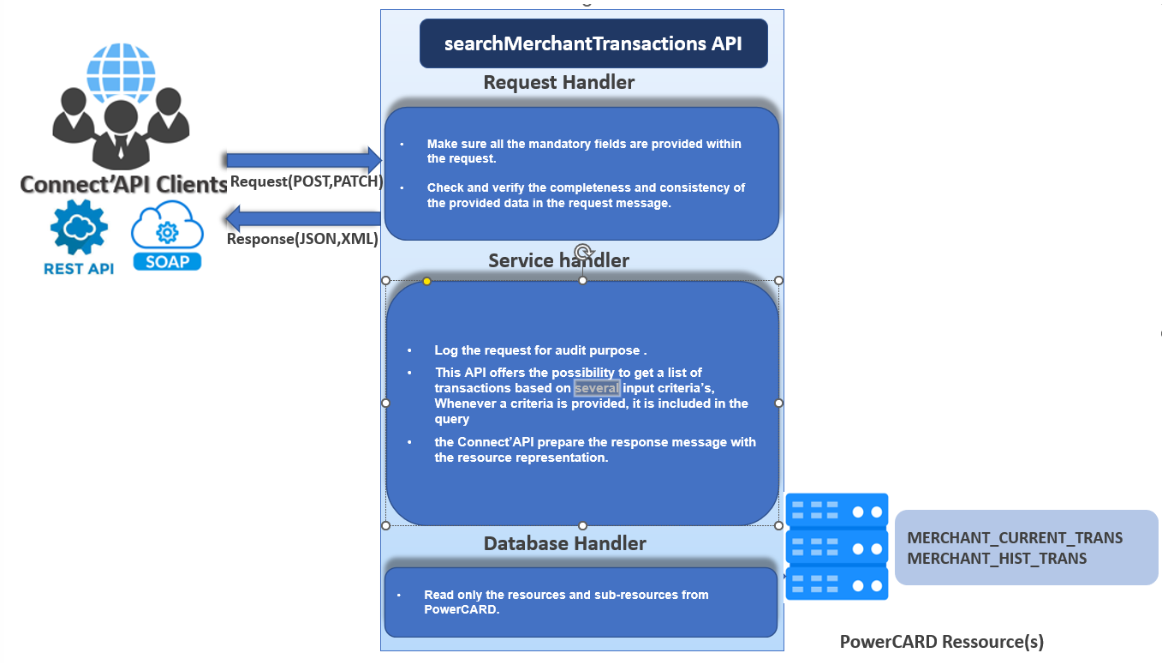 searchMerchantTransactions API
Request Handler
• Make sure all the mandatory fields are provided within
the request.
• Check and verify the completeness and consistency of
the provided data in the request message.
Connect'API Clients
Request(POST,PATCH)
Response(JSON,XML)
REST API
SOAP
Service handler
• Log the request for audit purpose .
• This API offers the possibility to get a list of
transactions based on several input criteria's,
Whenever a criteria is provided, it is included in the
query
• the Connect'API prepare the response message with
the resource representation.
Database Handler
• Read only the resources and sub-resources from
PowerCARD.
MERCHANT_CURRENT_TRANS
MERCHANT_HIST_TRANS
PowerCARD Ressource(s)